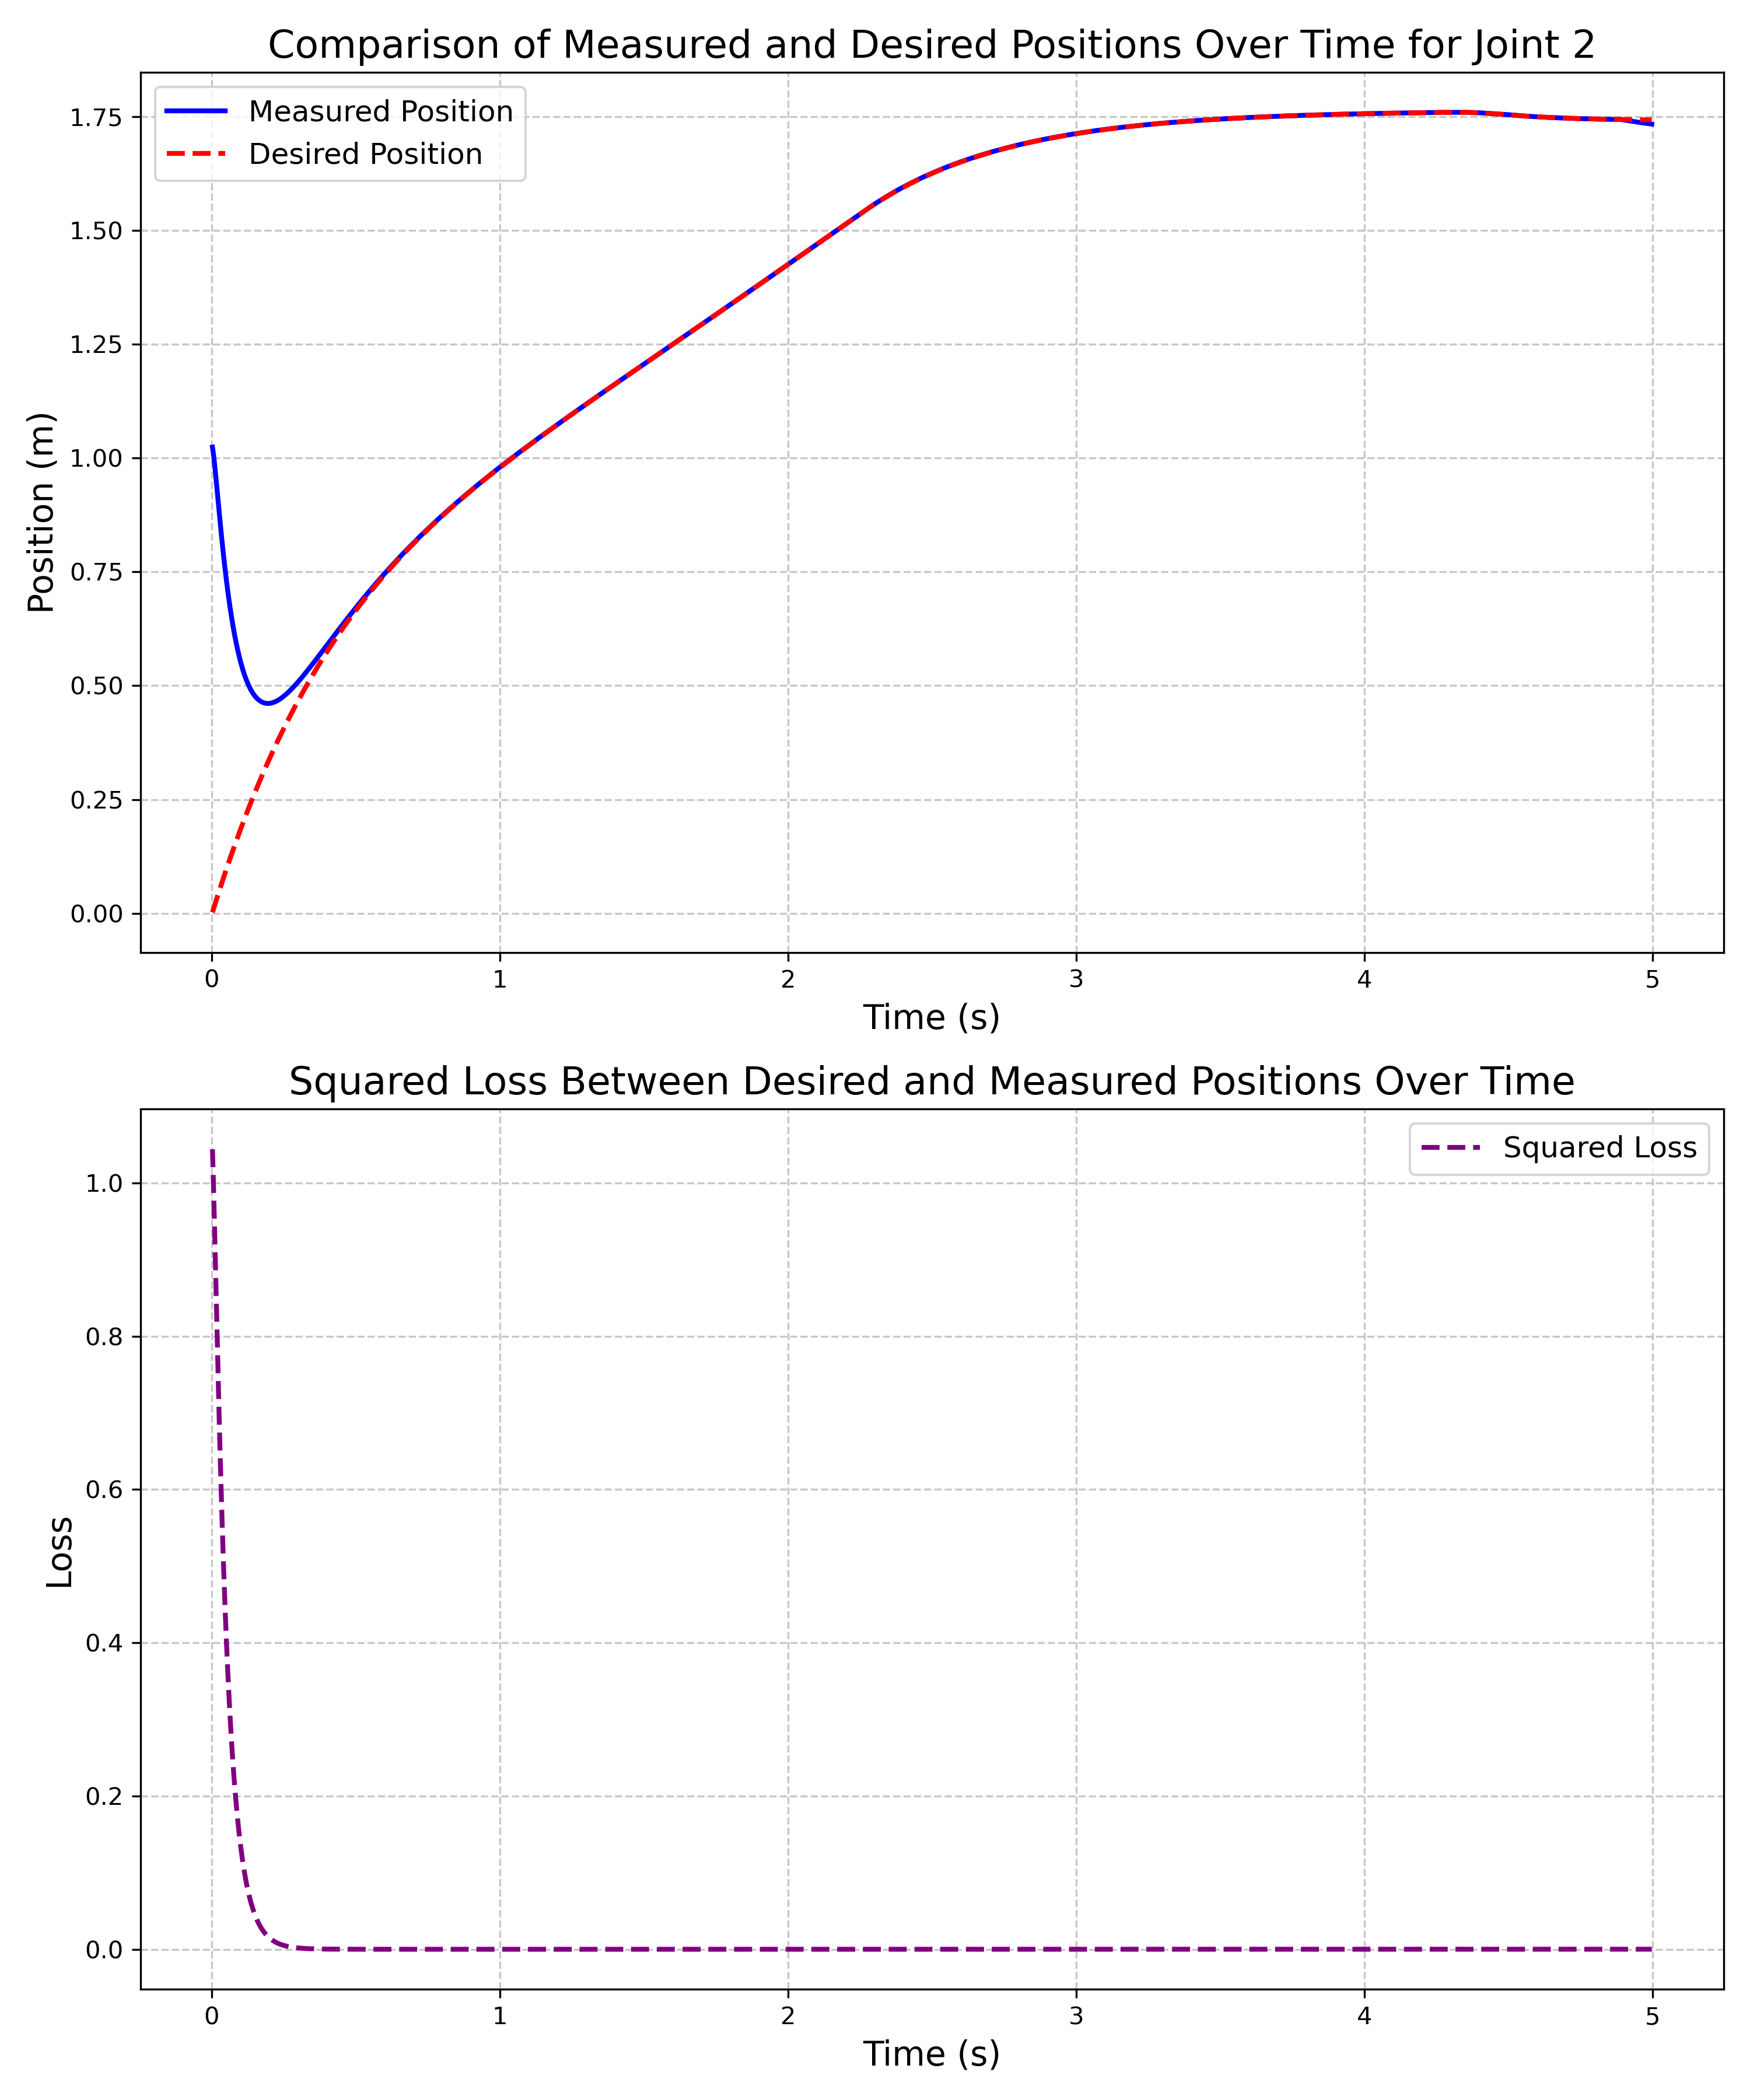 Comparison of Measured and Desired Positions Over Time for Joint 2
Measured Position
Desired Position
Position (m)
1.75
1.50
1.25
1.00
0.75
0.50
0.25
0.00
0 1 2 3 4 5
Time (s)
Squared Loss Between Desired and Measured Positions Over Time
Squared Loss
Loss
1.0
0.8
0.6
0.4
0.2
0.0
0 1 2 3 4 5
Time (s)